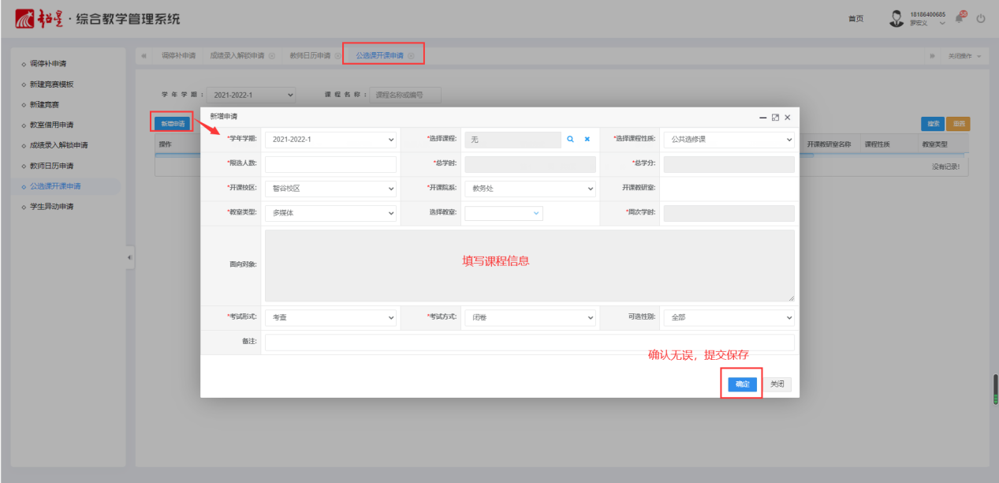 超星·综合教学管理系统
首页
18186400685
罗宏义
58
调停补申请
新建竞赛模板
新建竞赛
教室借用申请
成绩录入解锁申请
教师日历申请
公选课开课申请
学生异动申请
调停补申请 成绩录入解锁申请 教师日历申请 公选课开课申请 关闭操作
学年学期： 2021-2022-1 课程名称： 课程名称或编号
新增申请 搜索 重置
操作 开课教研室名称 课程性质 教室类型
没有记录!
新增申请
*学年学期: 2021-2022-1 *选择课程: 无 *选择课程性质: 公共选修课
*限选人数: *总学时: *总学分:
*开课校区: 智谷校区 *开课院系: 教务处 开课教研室:
*教室类型: 多媒体 选择教室: *周次学时:
面向对象: 填写课程信息
*考试形式: 考查 *考试方式: 闭卷 可选性别: 全部
备注:
确认无误，提交保存
确定 关闭